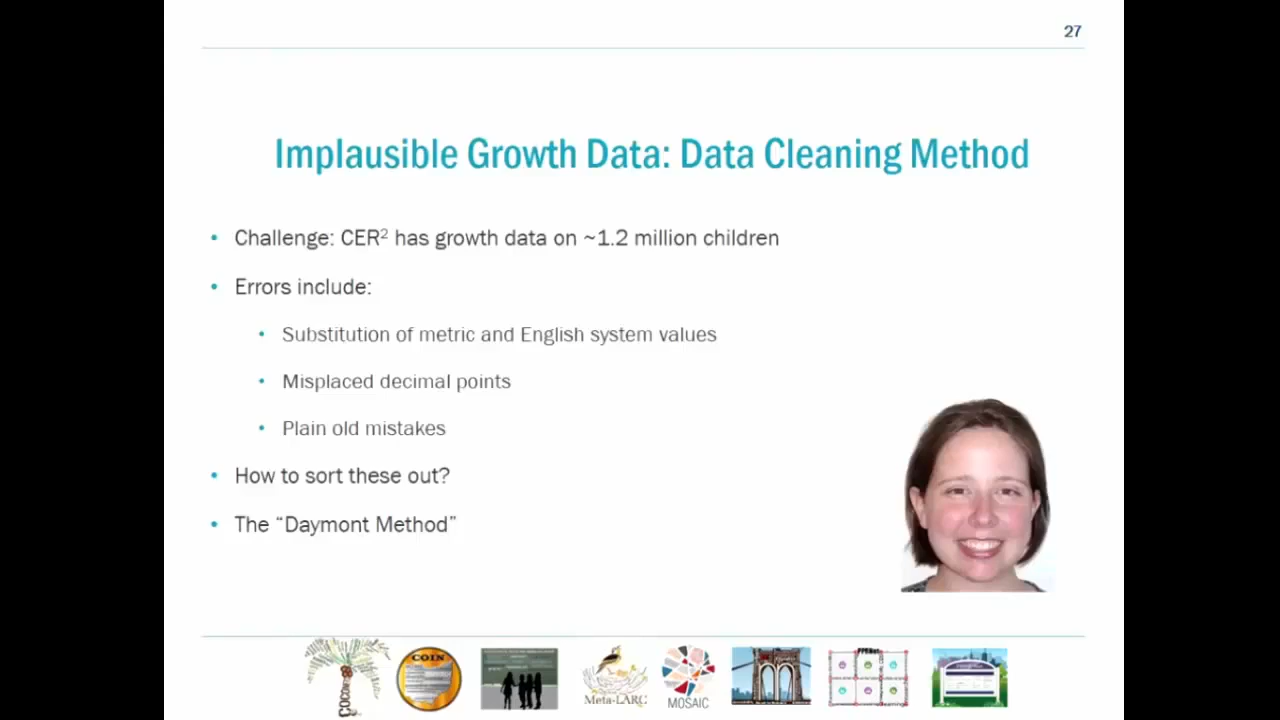 27
Implausible Growth Data: Data Cleaning Method
• Challenge: CER² has growth data on ~1.2 million children
• Errors include:
• Substitution of metric and English system values
• Misplaced decimal points
• Plain old mistakes
• How to sort these out?
• The “Daymont Method”
COIN
Meta-LARC
MOSAIC
PPRNet